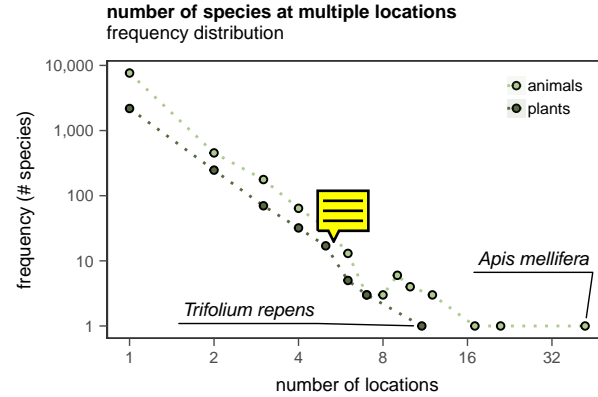 number of species at multiple locations
frequency distribution
10,000
1,000
100
10
1
frequency (# species)
animals
plants
Apis mellifera
Trifolium repens
1 2 4 8 16 32
number of locations